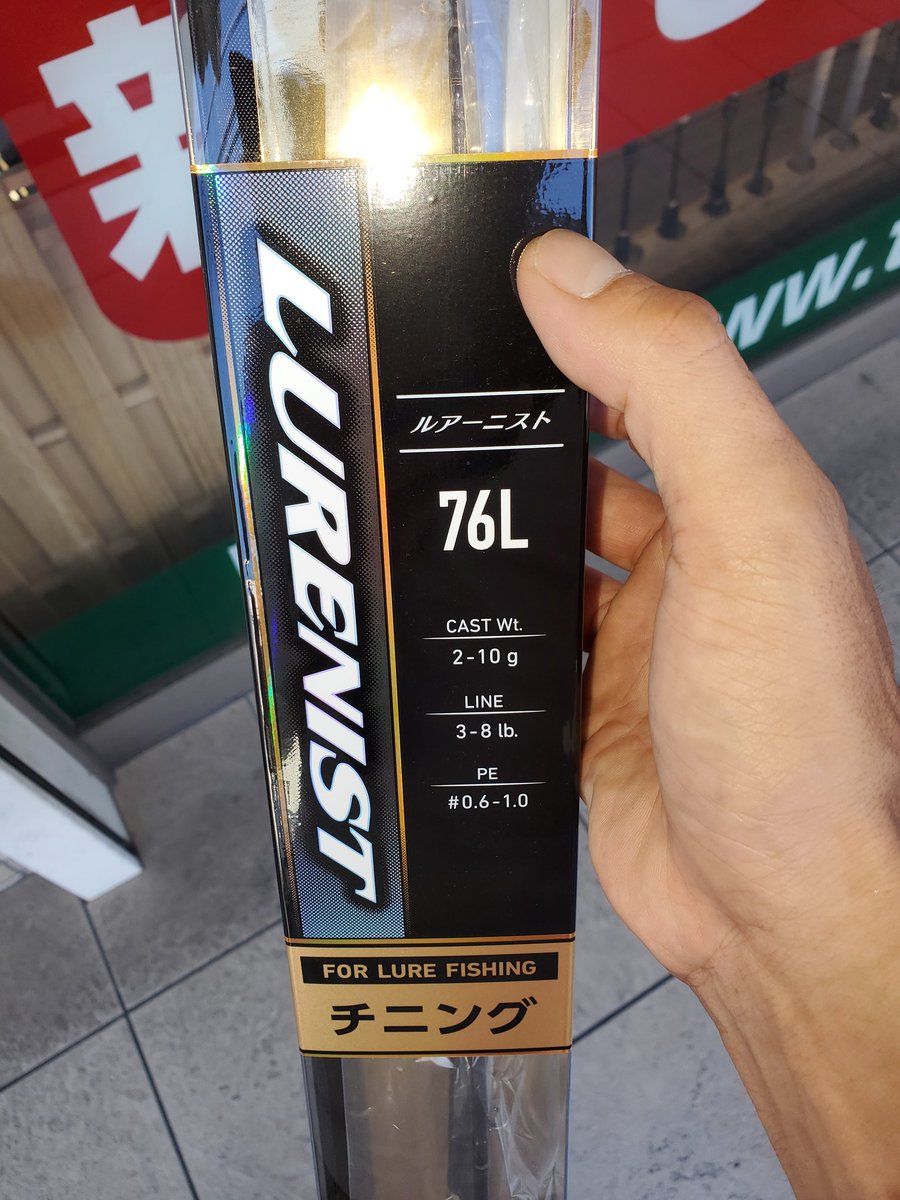 新
LURENIST
ルアーニスト
76L
CAST Wt.
2-10 g
LINE
3-8 lb.
PE
#0.6-1.0
FOR LURE FISHING
チニング